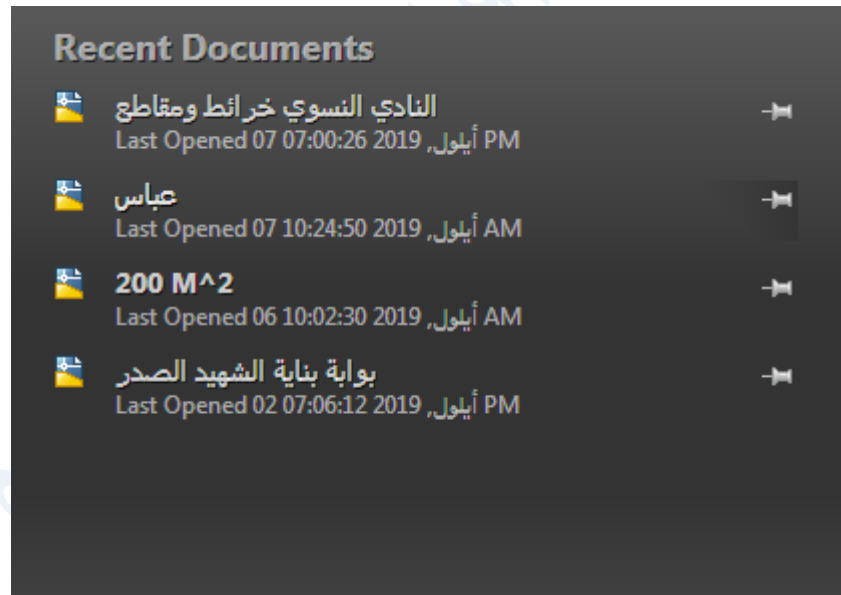 Recent Documents
النادي النسوي خرائط ومقاطع
Last Opened 07 07:00:26 2019 ,أيلول PM
عباس
Last Opened 07 10:24:50 2019 ,أيلول AM
200 M^2
Last Opened 06 10:02:30 2019 ,أيلول AM
بوابة بناية الشهيد الصدر
Last Opened 02 07:06:12 2019 ,أيلول PM